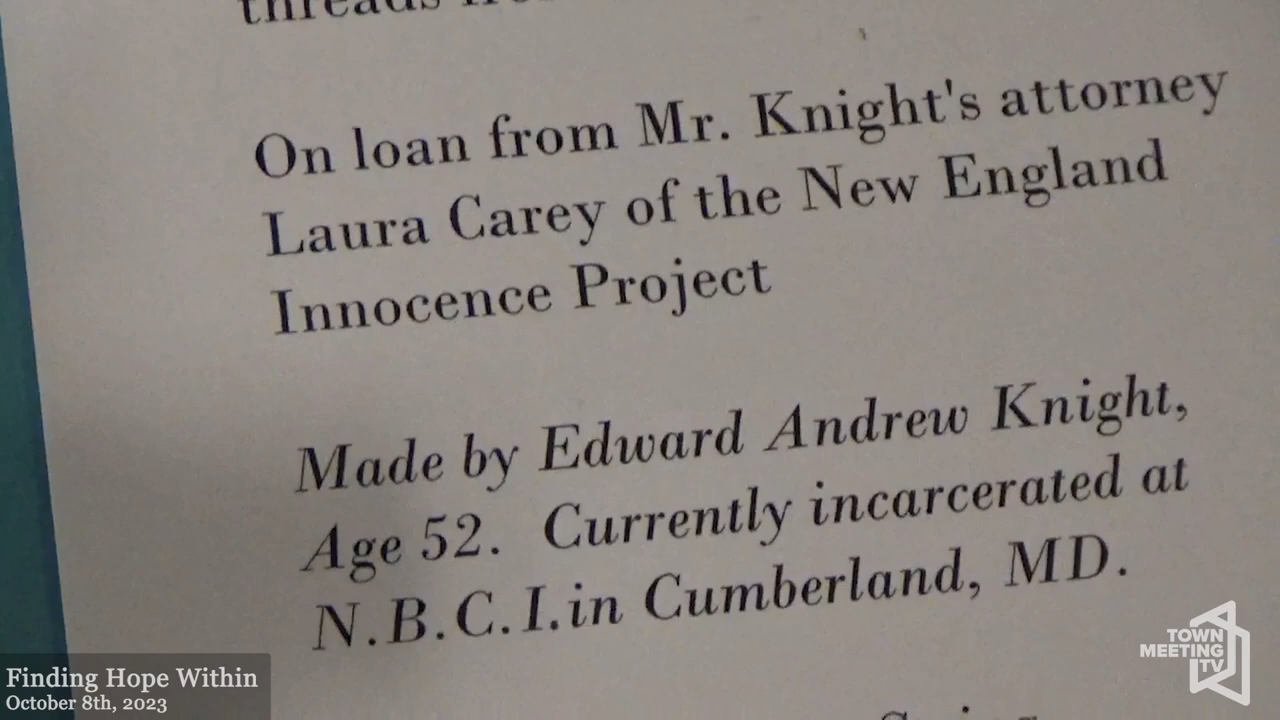 threads
On loan from Mr. Knight's attorney
Laura Carey of the New England
Innocence Project
Made by Edward Andrew Knight,
Age 52. Currently incarcerated at
N.B.C.I.in Cumberland, MD.
Finding Hope Within
October 8th, 2023
TOWN
MEETING
TV